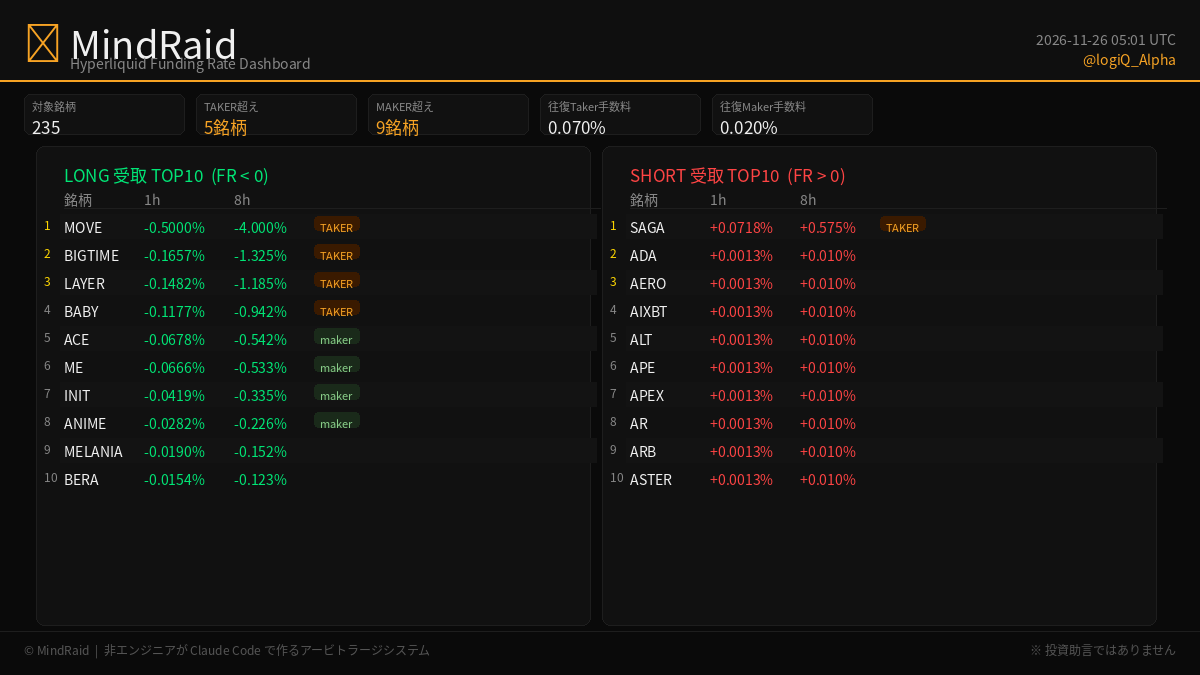 MindRaid
Hyperliquid Funding Rate Dashboard
2026-11-26 05:01 UTC
@logiQ_Alpha
対象銘柄
235
TAKER超え
5銘柄
MAKER超え
9銘柄
往復Taker手数料
0.070%
往復Maker手数料
0.020%
LONG 受取 TOP10 (FR < 0)
銘柄 1h 8h
1 MOVE -0.5000% -4.000% TAKER
2 BIGTIME -0.1657% -1.325% TAKER
3 LAYER -0.1482% -1.185% TAKER
4 BABY -0.1177% -0.942% TAKER
5 ACE -0.0678% -0.542% maker
6 ME -0.0666% -0.533% maker
7 INIT -0.0419% -0.335% maker
8 ANIME -0.0282% -0.226% maker
9 MELANIA -0.0190% -0.152%
10 BERA -0.0154% -0.123%
SHORT 受取 TOP10 (FR > 0)
銘柄 1h 8h
1 SAGA +0.0718% +0.575% TAKER
2 ADA +0.0013% +0.010%
3 AERO +0.0013% +0.010%
4 AIXBT +0.0013% +0.010%
5 ALT +0.0013% +0.010%
6 APE +0.0013% +0.010%
7 APEX +0.0013% +0.010%
8 AR +0.0013% +0.010%
9 ARB +0.0013% +0.010%
10 ASTER +0.0013% +0.010%
© MindRaid | 非エンジニアが Claude Code で作るアービトラージシステム
※ 投資助言ではありません